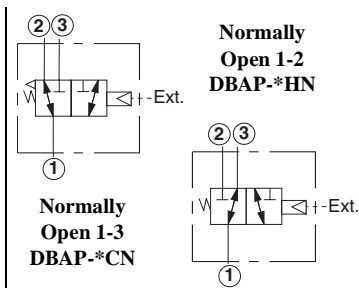 2 3
Normally
Open 1-2
DBAP-*HN
Ext.
1
2 3
Normally
Open 1-3
DBAP-*CN
Ext.
1